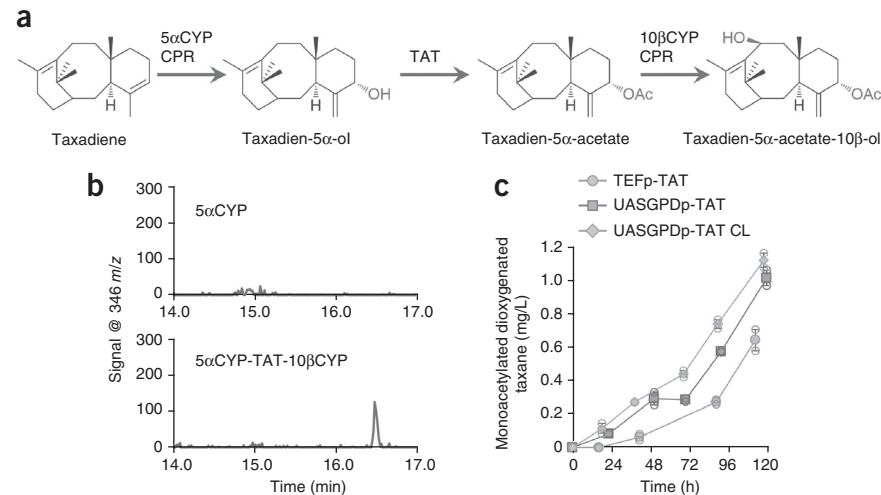 a
5αCYP
CPR
TAT
10βCYP
CPR
H
OH
H
OAc
HO
H
OAc
Taxadiene
Taxadien-5α-ol
Taxadien-5α-acetate
Taxadien-5α-acetate-10β-ol
b
Signal @ 346 m/z
300
200
100
0
5αCYP
14.0 15.0 16.0 17.0
300
200
100
0
5αCYP-TAT-10βCYP
14.0 15.0 16.0 17.0
Time (min)
c
TEFp-TAT
UASGPDp-TAT
UASGPDp-TAT CL
Monoacetylated dioxygenated
taxane (mg/L)
1.2
1.0
0.8
0.6
0.4
0.2
0
0 24 48 72 96 120
Time (h)